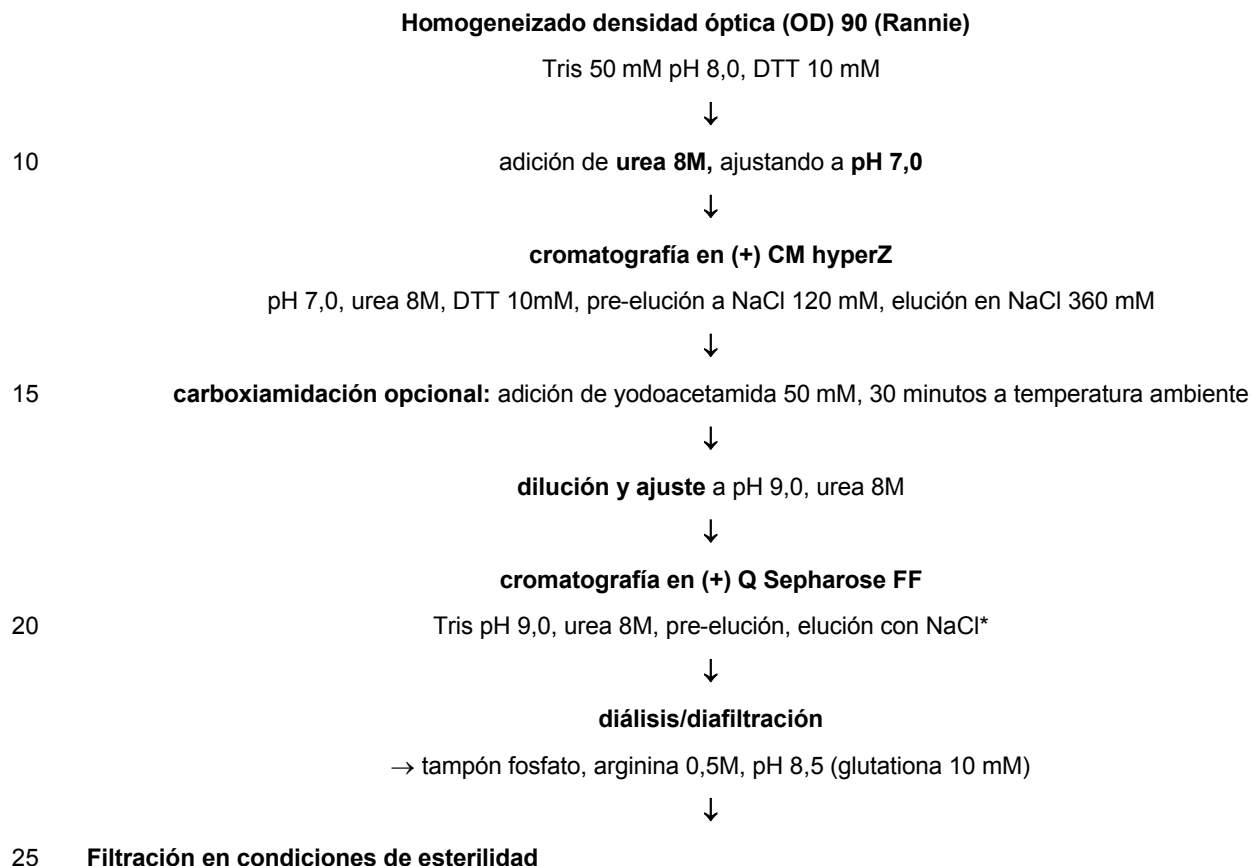 Homogeneizado densidad óptica (OD) 90 (Rannie)
Tris 50 mM pH 8,0, DTT 10 mM
↓
10 adición de urea 8M, ajustando a pH 7,0
↓
cromatografía en (+) CM hyperZ
pH 7,0, urea 8M, DTT 10mM, pre-elución a NaCl 120 mM, elución en NaCl 360 mM
↓
15 carboxiamidación opcional: adición de yodoacetamida 50 mM, 30 minutos a temperatura ambiente
↓
dilución y ajuste a pH 9,0, urea 8M
↓
cromatografía en (+) Q Sepharose FF
20 Tris pH 9,0, urea 8M, pre-elución, elución con NaCl*
↓
diálisis/diafiltración
→ tampón fosfato, arginina 0,5M, pH 8,5 (glutationa 10 mM)
↓
25 Filtración en condiciones de esterilidad